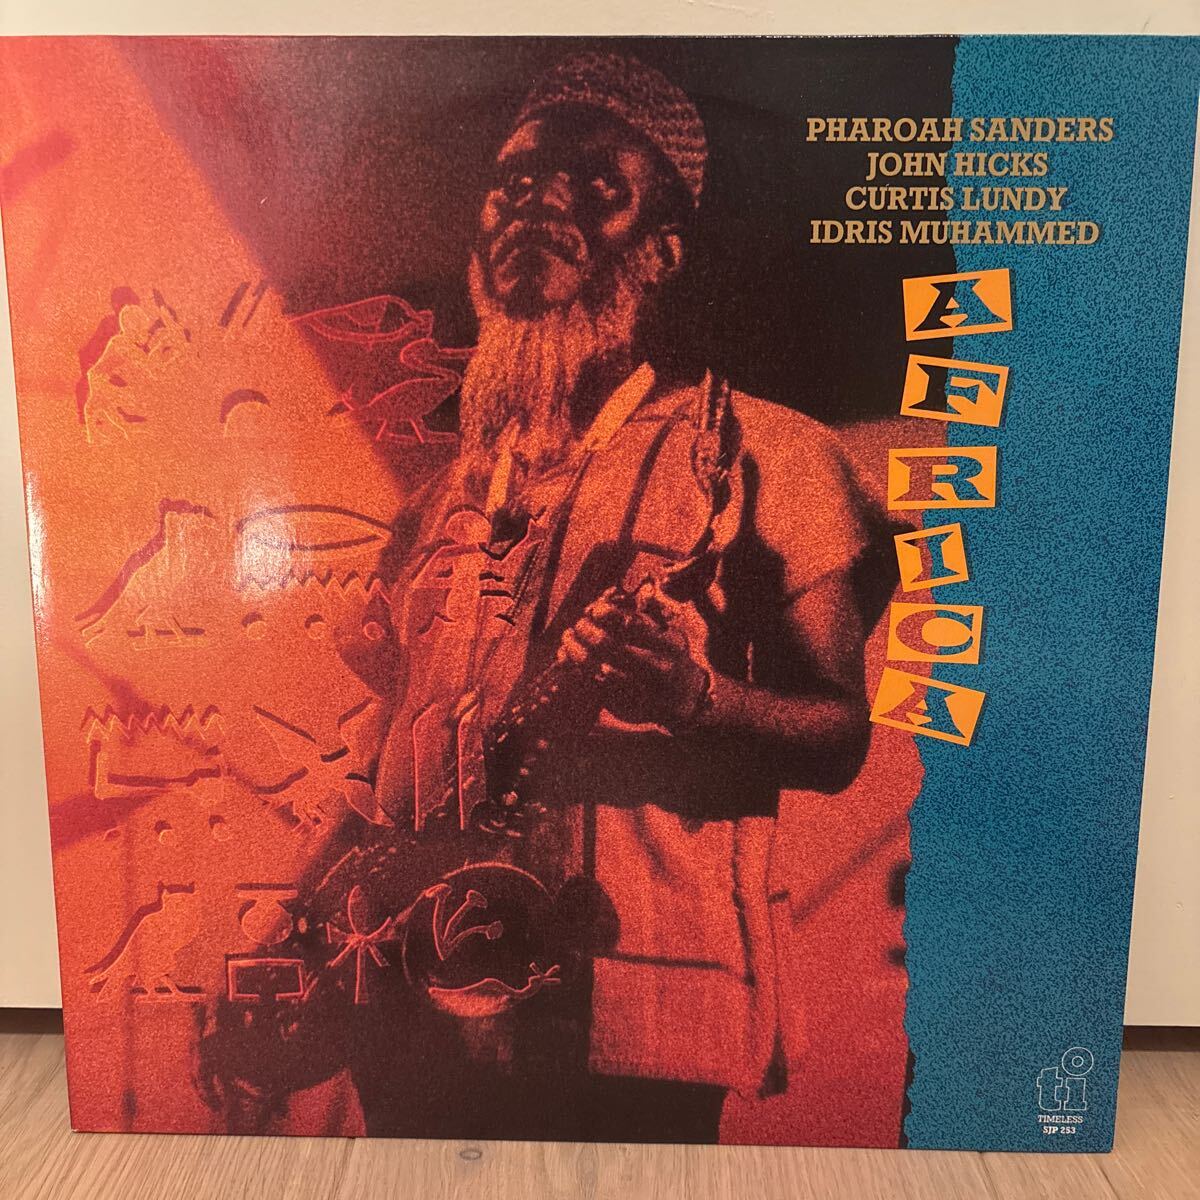 PHAROAH SANDERS
JOHN HICKS
CURTIS LUNDY
IDRIS MUHAMMED
AFRICA
ti
TIMELESS
SJP 253